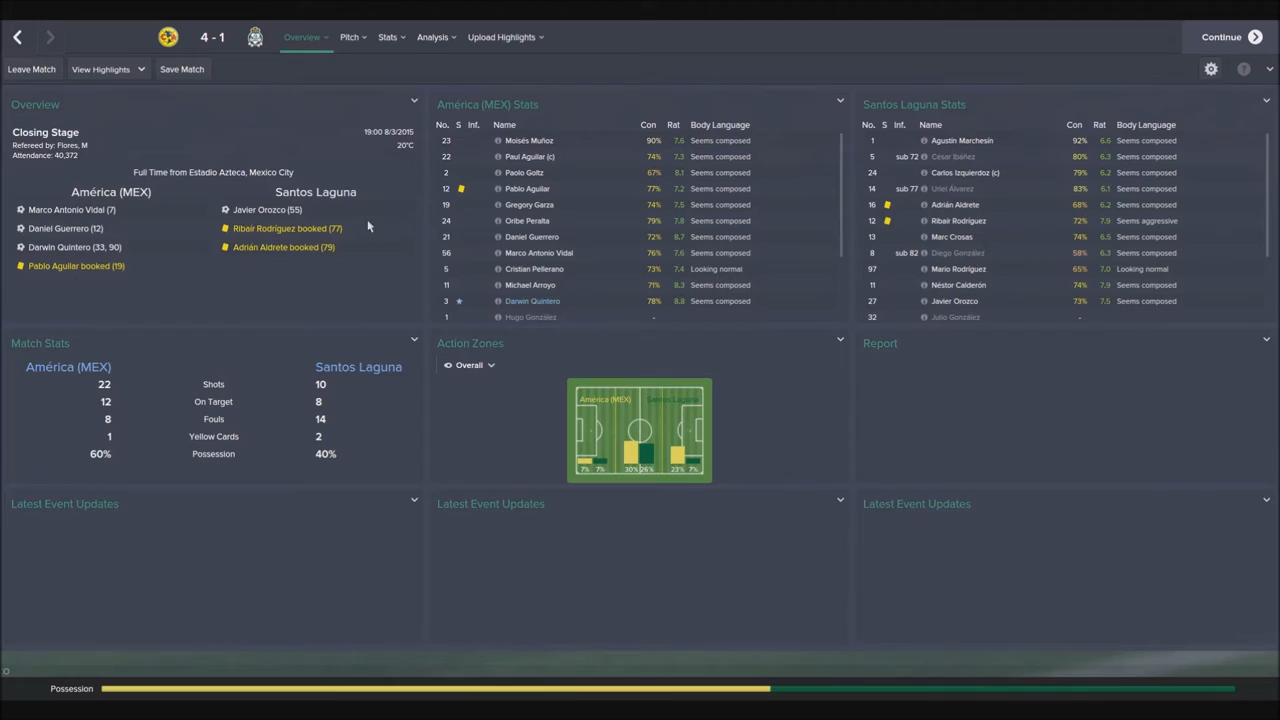 4 - 1
Overview
Pitch
Stats
Analysis
Upload Highlights
Continue
Leave Match
View Highlights
Save Match
Overview
Closing Stage
19:00 8/3/2015
Refereed by: Flores, M
20°C
Attendance: 40,372
Full Time from Estadio Azteca, Mexico City
América (MEX)
Santos Laguna
Marco Antonio Vidal (7)
Javier Orozco (55)
Daniel Guerrero (12)
Ribair Rodríguez booked (77)
Darwin Quintero (33, 90)
Adrián Aldrete booked (79)
Pablo Aguilar booked (19)
América (MEX) Stats
No. S Inf. Name Con Rat Body Language
23 Moisés Muñoz 90% 7.6 Seems composed
22 Paul Aguilar (c) 74% 7.3 Seems composed
2 Paolo Goltz 67% 8.1 Seems composed
12 Pablo Aguilar 77% 7.2 Seems composed
19 Gregory Garza 74% 7.5 Seems composed
24 Oribe Peralta 79% 7.8 Seems composed
21 Daniel Guerrero 72% 8.7 Seems composed
56 Marco Antonio Vidal 76% 7.6 Seems composed
5 Cristian Pellerano 73% 7.4 Looking normal
11 Michael Arroyo 71% 8.3 Seems composed
3 Darwin Quintero 78% 8.8 Seems composed
1 Hugo González -
Santos Laguna Stats
No. S Inf. Name Con Rat Body Language
1 Agustín Marchesín 92% 6.6 Seems composed
5 sub 72 César Ibáñez 80% 6.3 Seems composed
24 Carlos Izquierdoz (c) 79% 6.2 Seems composed
14 sub 77 Uriel Álvarez 83% 6.1 Seems composed
16 Adrián Aldrete 68% 6.2 Seems composed
12 Ribair Rodríguez 72% 7.9 Seems aggressive
13 Marc Crosas 74% 6.5 Seems composed
8 sub 82 Diego González 58% 6.3 Seems composed
97 Mario Rodríguez 65% 7.0 Looking normal
11 Néstor Calderón 74% 7.9 Seems composed
27 Javier Orozco 73% 7.5 Seems composed
32 Julio González -
Match Stats
América (MEX)
Santos Laguna
22 Shots 10
12 On Target 8
8 Fouls 14
1 Yellow Cards 2
60% Possession 40%
Action Zones
Overall
América (MEX) Santos Laguna
7% 7% 30% 26% 23% 7%
Report
Latest Event Updates
Latest Event Updates
Latest Event Updates
Possession